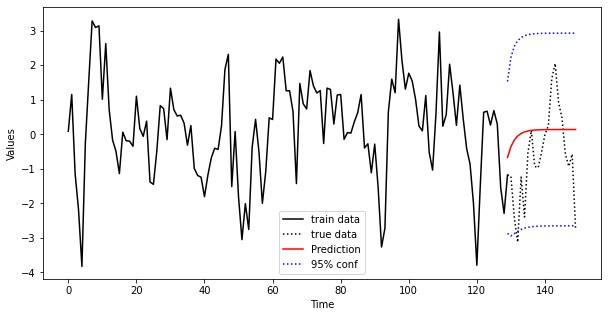 3
2
1
0
−1
−2
−3
−4
Values
0
20
40
60
80
100
120
140
Time
train data
true data
Prediction
95% conf